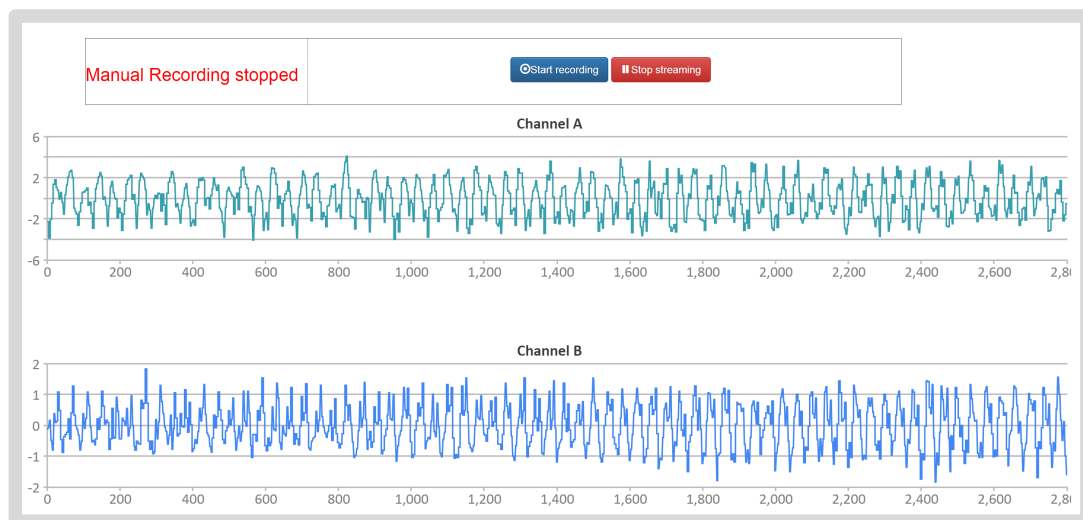 Manual Recording stopped
Start recording
Stop streaming
Channel A
6
2
-2
-6
0 200 400 600 800 1,000 1,200 1,400 1,600 1,800 2,000 2,200 2,400 2,600 2,80
Channel B
2
1
0
-1
-2
0 200 400 600 800 1,000 1,200 1,400 1,600 1,800 2,000 2,200 2,400 2,600 2,80